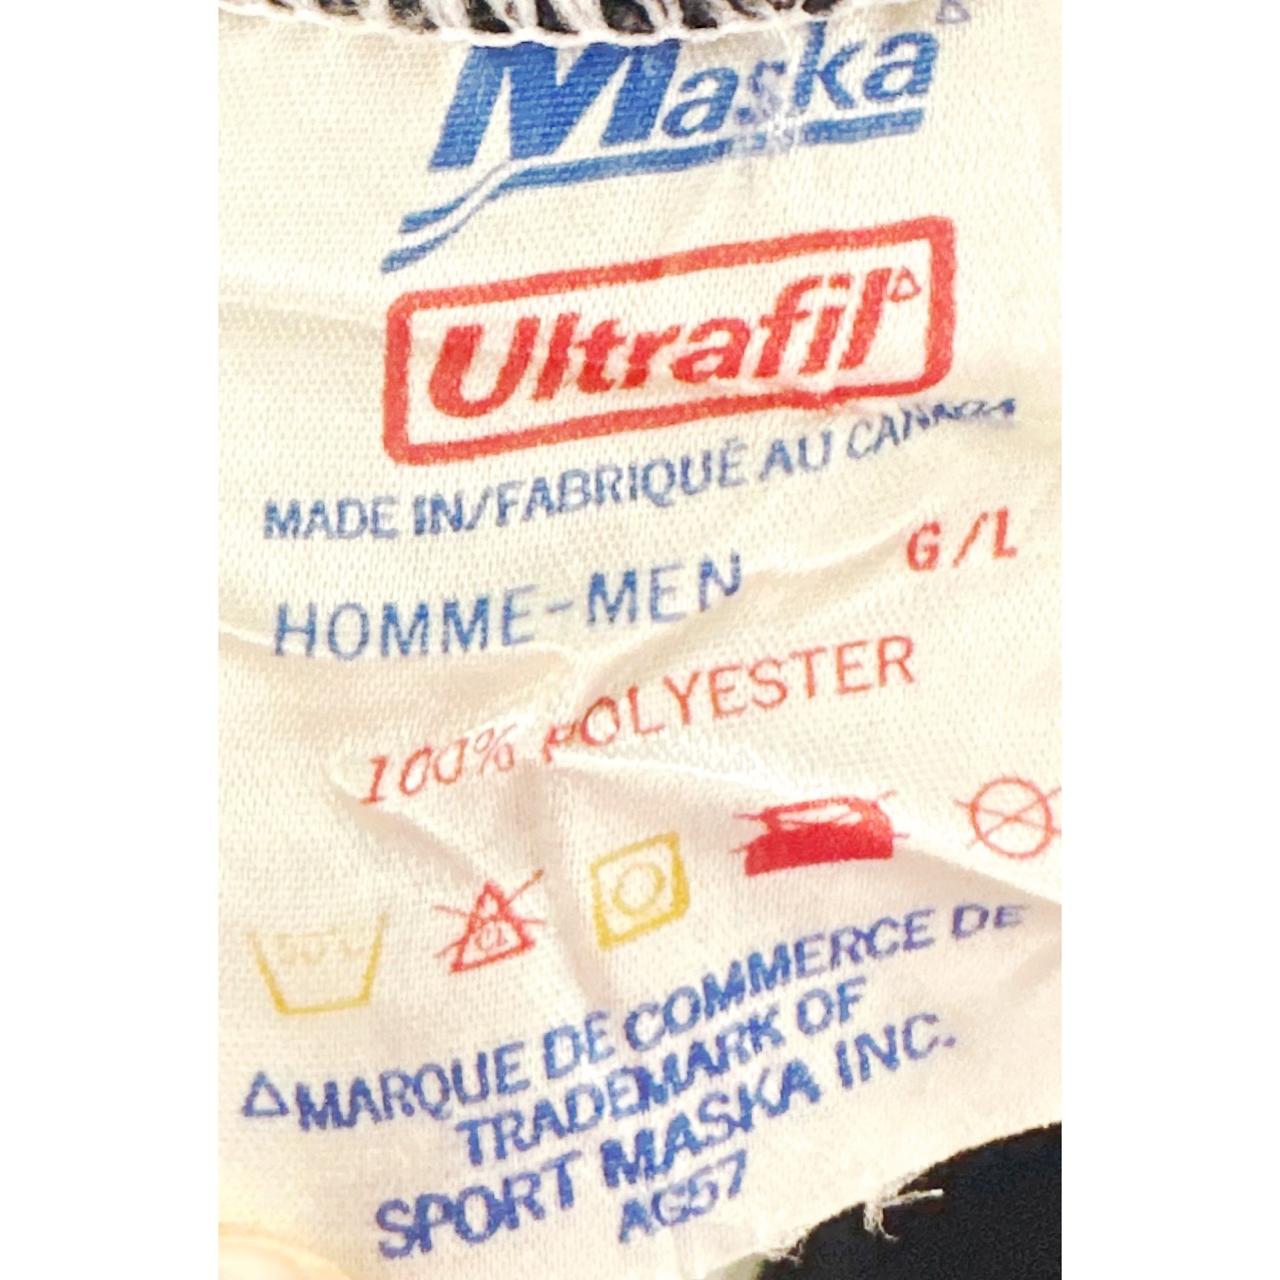 Maska
Ultrafil
MADE IN/FABRIQUÉ AU CANADA
G/L
HOMME-MEN
100% POLYESTER
MARQUE DE COMMERCE DE
TRADEMARK OF
SPORT MASKA INC.
AG57